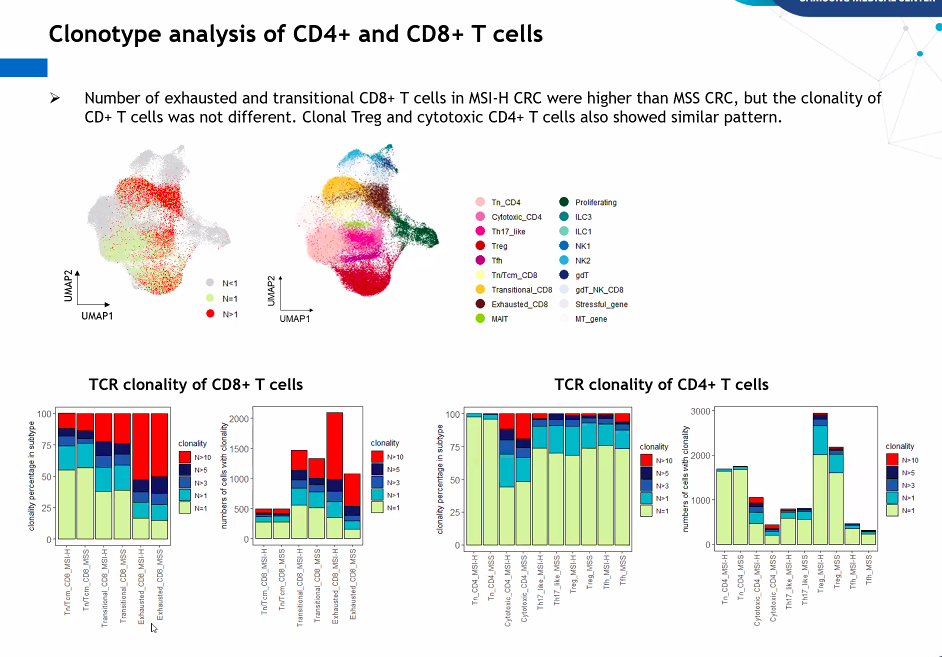 SAMSUNG MEDICAL CENTER
Clonotype analysis of CD4+ and CD8+ T cells
Number of exhausted and transitional CD8+ T cells in MSI-H CRC were higher than MSS CRC, but the clonality of
CD+ T cells was not different. Clonal Treg and cytotoxic CD4+ T cells also showed similar pattern.
UMAP2
UMAP1
N<1
N=1
N>1
UMAP2
UMAP1
Tn_CD4
Cytotoxic_CD4
Th17_like
Treg
Tfh
Tn/Tcm_CD8
Transitional_CD8
Exhausted_CD8
MAIT
Proliferating
ILC3
ILC1
NK1
NK2
gdT
gdT_NK_CD8
Stressful_gene
MT_gene
TCR clonality of CD8+ T cells
clonality percentage in subtype
100
75
50
25
0
Tn/Tcm_CD8_MSI-H
Tn/Tcm_CD8_MSS
Transitional_CD8_MSI-H
Transitional_CD8_MSS
Exhausted_CD8_MSI-H
Exhausted_CD8_MSS
clonality
N>10
N>5
N>3
N>1
N=1
numbers of cells with clonality
2000
1500
1000
500
0
Tn/Tcm_CD8_MSI-H
Tn/Tcm_CD8_MSS
Transitional_CD8_MSI-H
Transitional_CD8_MSS
Exhausted_CD8_MSI-H
Exhausted_CD8_MSS
clonality
N>10
N>5
N>3
N>1
N=1
TCR clonality of CD4+ T cells
clonality percentage in subtype
100
75
50
25
0
Tn_CD4_MSI-H
Tn_CD4_MSS
Cytotoxic_CD4_MSI-H
Cytotoxic_CD4_MSS
Th17_like_MSI-H
Th17_like_MSS
Treg_MSI-H
Treg_MSS
Tfh_MSI-H
Tfh_MSS
clonality
N>10
N>5
N>3
N>1
N=1
numbers of cells with clonality
3000
2000
1000
0
Tn_CD4_MSI-H
Tn_CD4_MSS
Cytotoxic_CD4_MSI-H
Cytotoxic_CD4_MSS
Th17_like_MSI-H
Th17_like_MSS
Treg_MSI-H
Treg_MSS
Tfh_MSI-H
Tfh_MSS
clonality
N>10
N>5
N>3
N>1
N=1